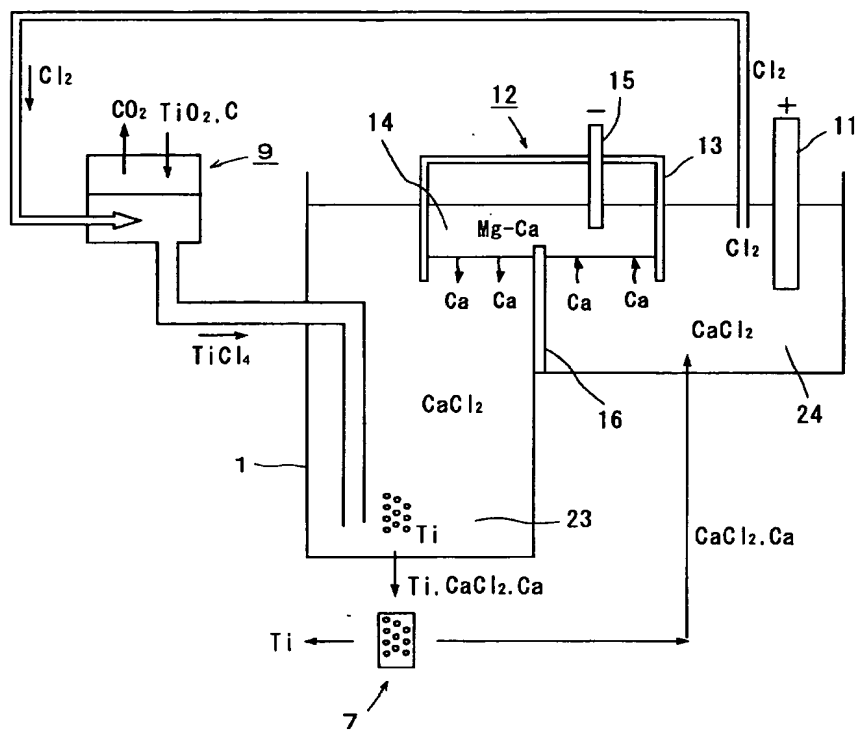 Cl₂
Cl₂
CO₂ TiO₂.C
9
12
15
−
+
11
14
13
Mg-Ca
Cl₂
Ca Ca Ca Ca
TiCl₄
CaCl₂
CaCl₂
16
24
1
Ti
23
Ti.CaCl₂.Ca
CaCl₂.Ca
Ti
7